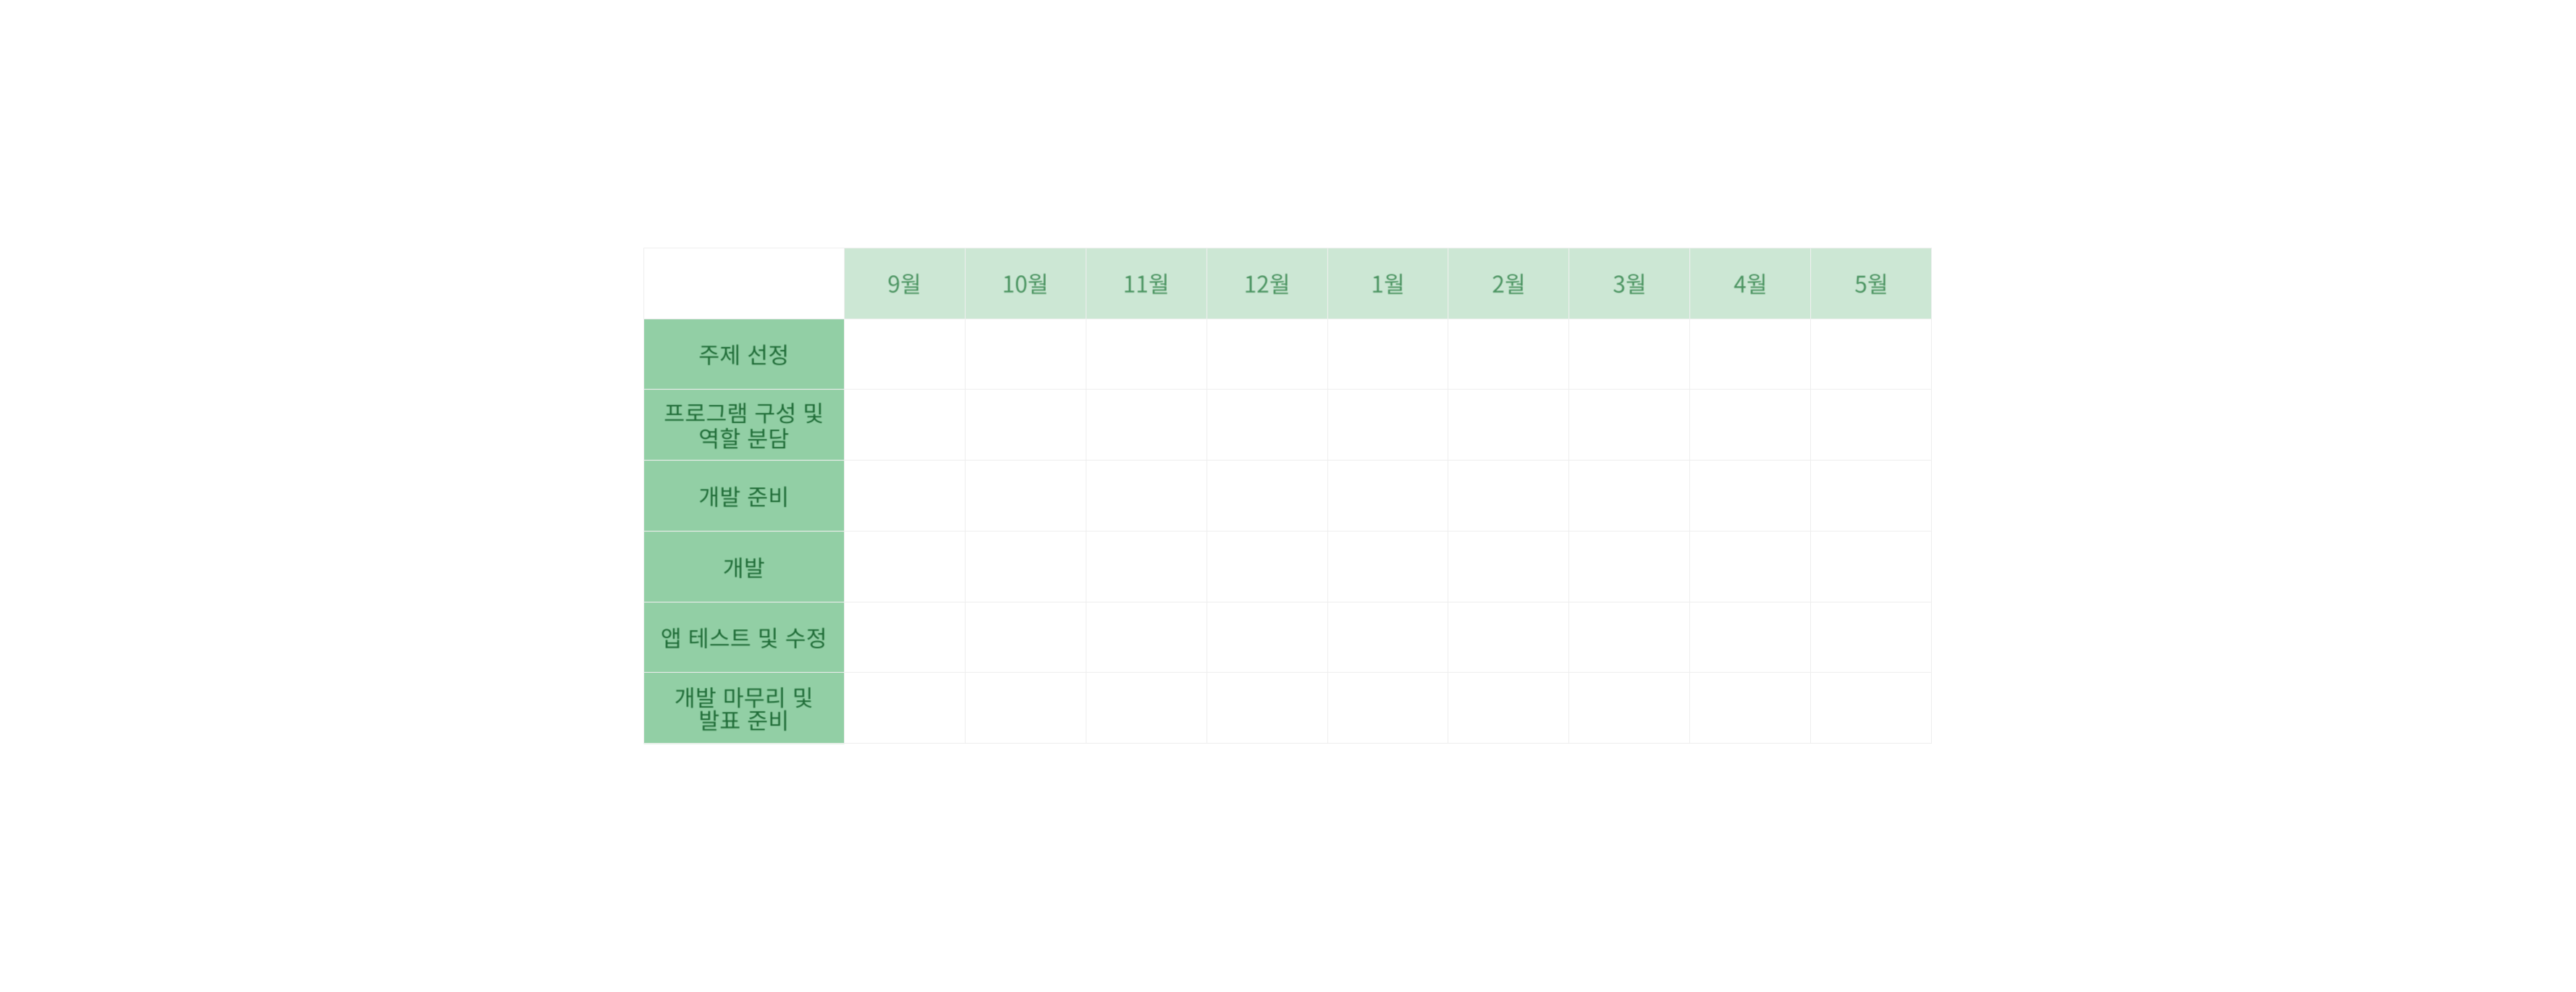 9월 10월 11월 12월 1월 2월 3월 4월 5월
주제 선정
프로그램 구성 및
역할 분담
개발 준비
개발
앱 테스트 및 수정
개발 마무리 및
발표 준비